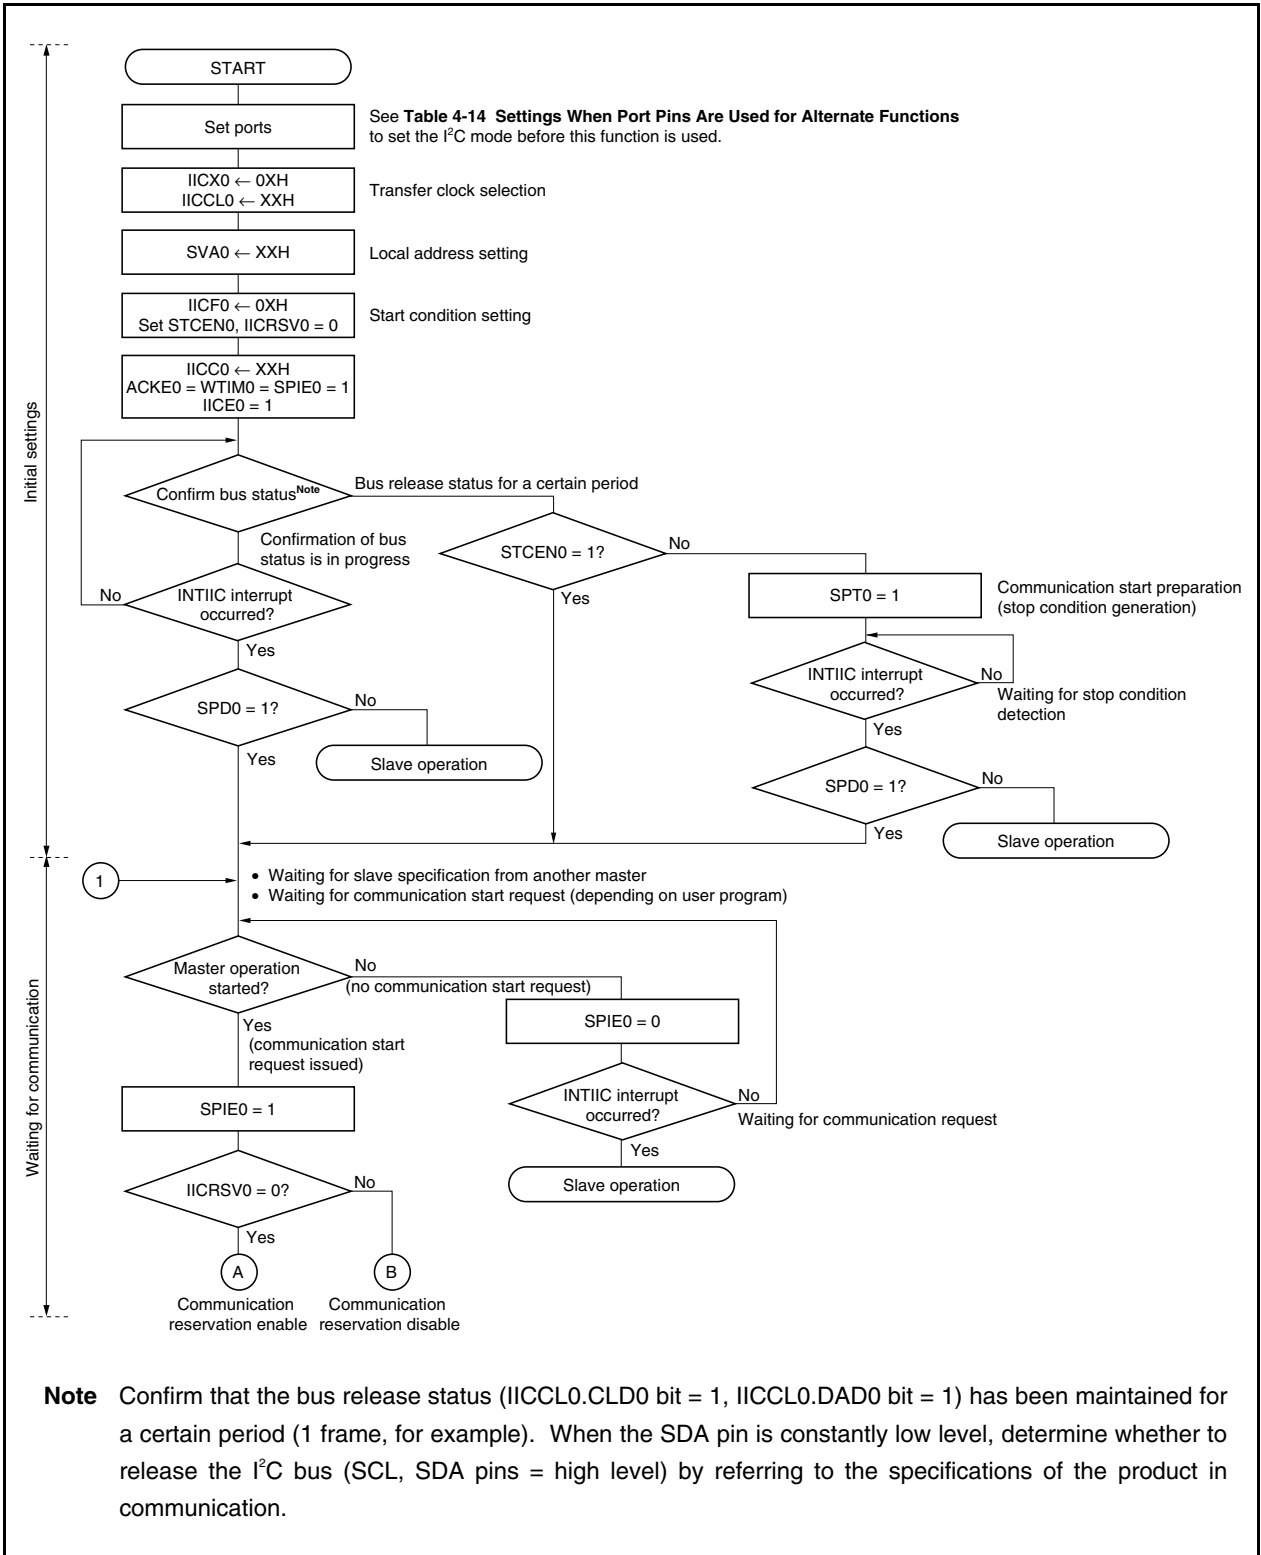 START
Set ports
See Table 4-14 Settings When Port Pins Are Used for Alternate Functions
to set the I²C mode before this function is used.
IICX0 ← 0XH
IICCL0 ← XXH
Transfer clock selection
SVA0 ← XXH
Local address setting
IICF0 ← 0XH
Set STCEN0, IICRSV0 = 0
Start condition setting
IICC0 ← XXH
ACKE0 = WTIM0 = SPIE0 = 1
IICE0 = 1
Initial settings
Confirm bus status Note
Bus release status for a certain period
Confirmation of bus
status is in progress
STCEN0 = 1?
No
Yes
SPT0 = 1
Communication start preparation
(stop condition generation)
No
INTIIC interrupt
occurred?
Yes
INTIIC interrupt
occurred?
No
Waiting for stop condition
detection
Yes
SPD0 = 1?
No
Yes
Slave operation
SPD0 = 1?
No
Yes
Slave operation
1
• Waiting for slave specification from another master
• Waiting for communication start request (depending on user program)
Waiting for communication
Master operation
started?
No
(no communication start request)
Yes
(communication start
request issued)
SPIE0 = 0
INTIIC interrupt
occurred?
No
Waiting for communication request
Yes
Slave operation
SPIE0 = 1
IICRSV0 = 0?
No
Yes
A
B
Communication
reservation enable
Communication
reservation disable
Note Confirm that the bus release status (IICCL0.CLD0 bit = 1, IICCL0.DAD0 bit = 1) has been maintained for
a certain period (1 frame, for example). When the SDA pin is constantly low level, determine whether to
release the I²C bus (SCL, SDA pins = high level) by referring to the specifications of the product in
communication.